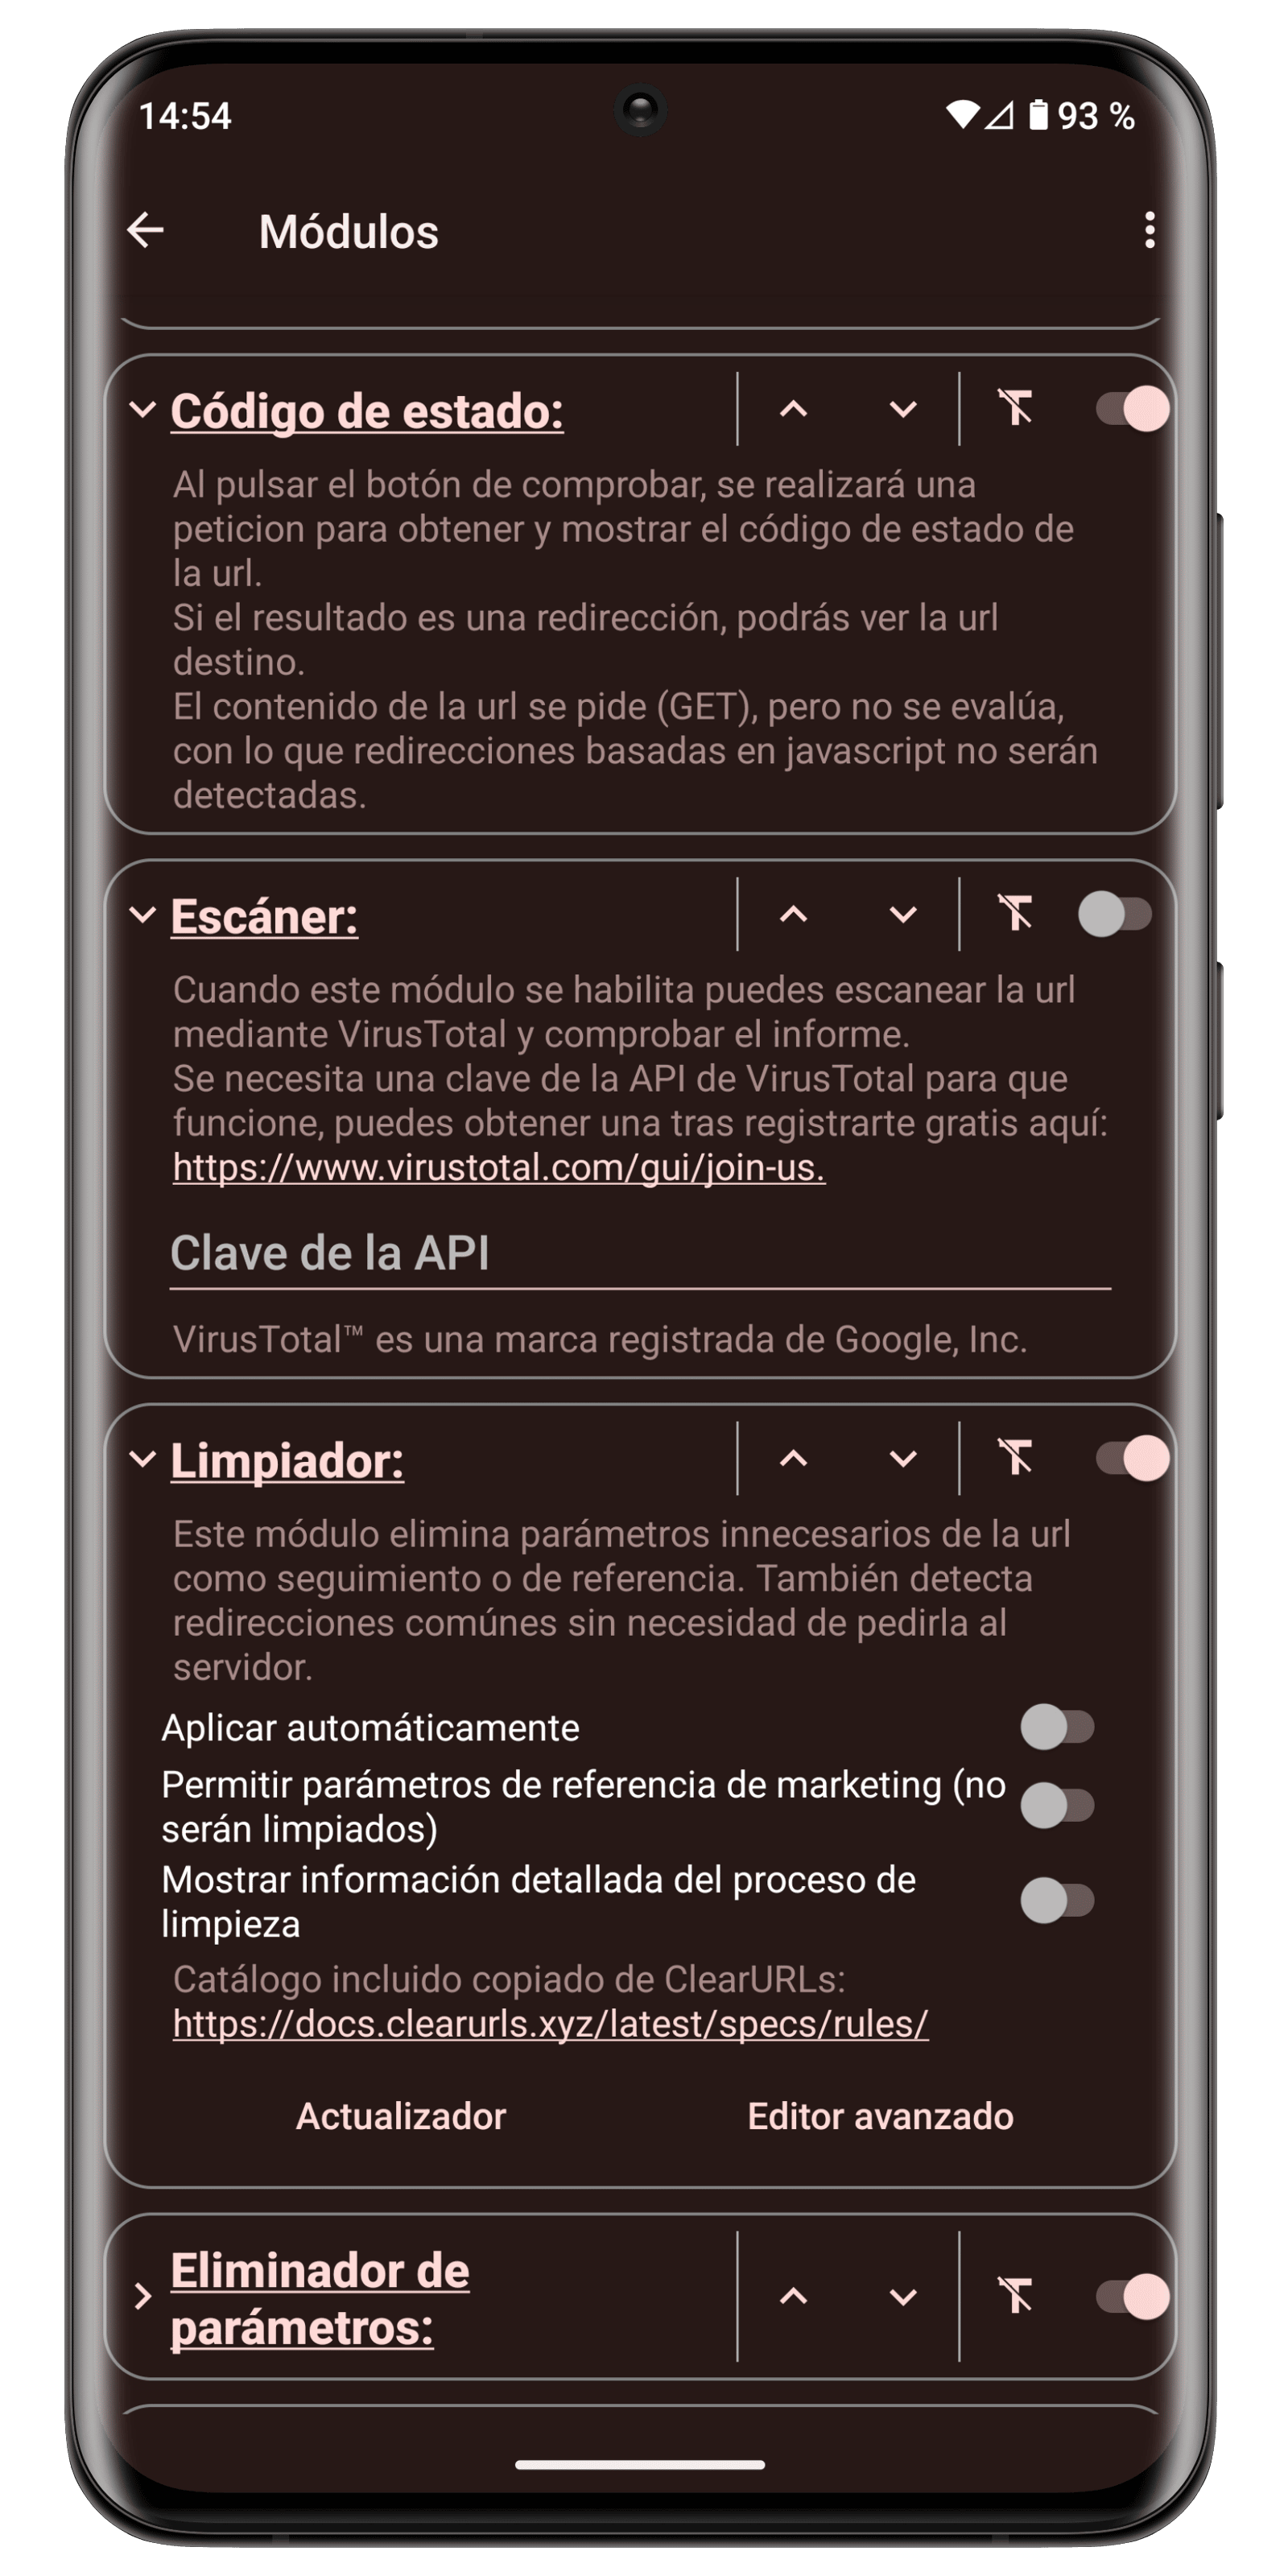 14:54
93 %
Módulos
Código de estado:
Al pulsar el botón de comprobar, se realizará una
peticion para obtener y mostrar el código de estado de
la url.
Si el resultado es una redirección, podrás ver la url
destino.
El contenido de la url se pide (GET), pero no se evalúa,
con lo que redirecciones basadas en javascript no serán
detectadas.
Escáner:
Cuando este módulo se habilita puedes escanear la url
mediante VirusTotal y comprobar el informe.
Se necesita una clave de la API de VirusTotal para que
funcione, puedes obtener una tras registrarte gratis aquí:
https://www.virustotal.com/gui/join-us.
Clave de la API
VirusTotal™ es una marca registrada de Google, Inc.
Limpiador:
Este módulo elimina parámetros innecesarios de la url
como seguimiento o de referencia. También detecta
redirecciones comúnes sin necesidad de pedirla al
servidor.
Aplicar automáticamente
Permitir parámetros de referencia de marketing (no
serán limpiados)
Mostrar información detallada del proceso de
limpieza
Catálogo incluido copiado de ClearURLs:
https://docs.clearurls.xyz/latest/specs/rules/
Actualizador
Editor avanzado
Eliminador de
parámetros: